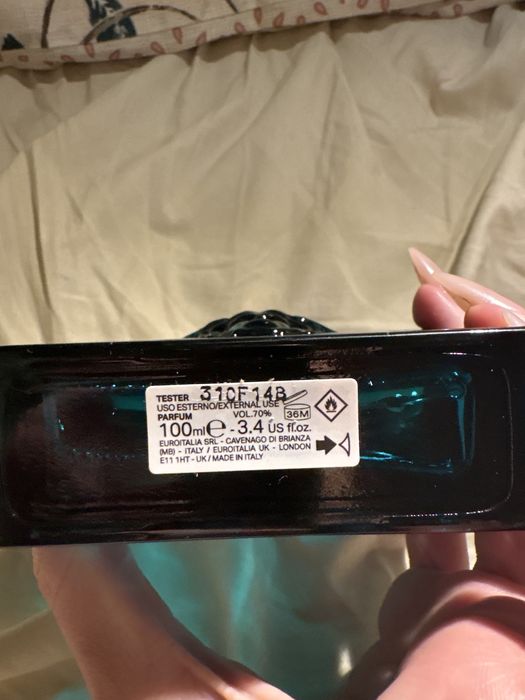 TESTER 310F14B
USO ESTERNO/EXTERNAL USE
PARFUM VOL.70% 36M
100ml e - 3.4 US fl.oz.
EUROITALIA SRL - CAVENAGO DI BRIANZA
(MB) - ITALY / EUROITALIA UK - LONDON
E11 1HT - UK / MADE IN ITALY